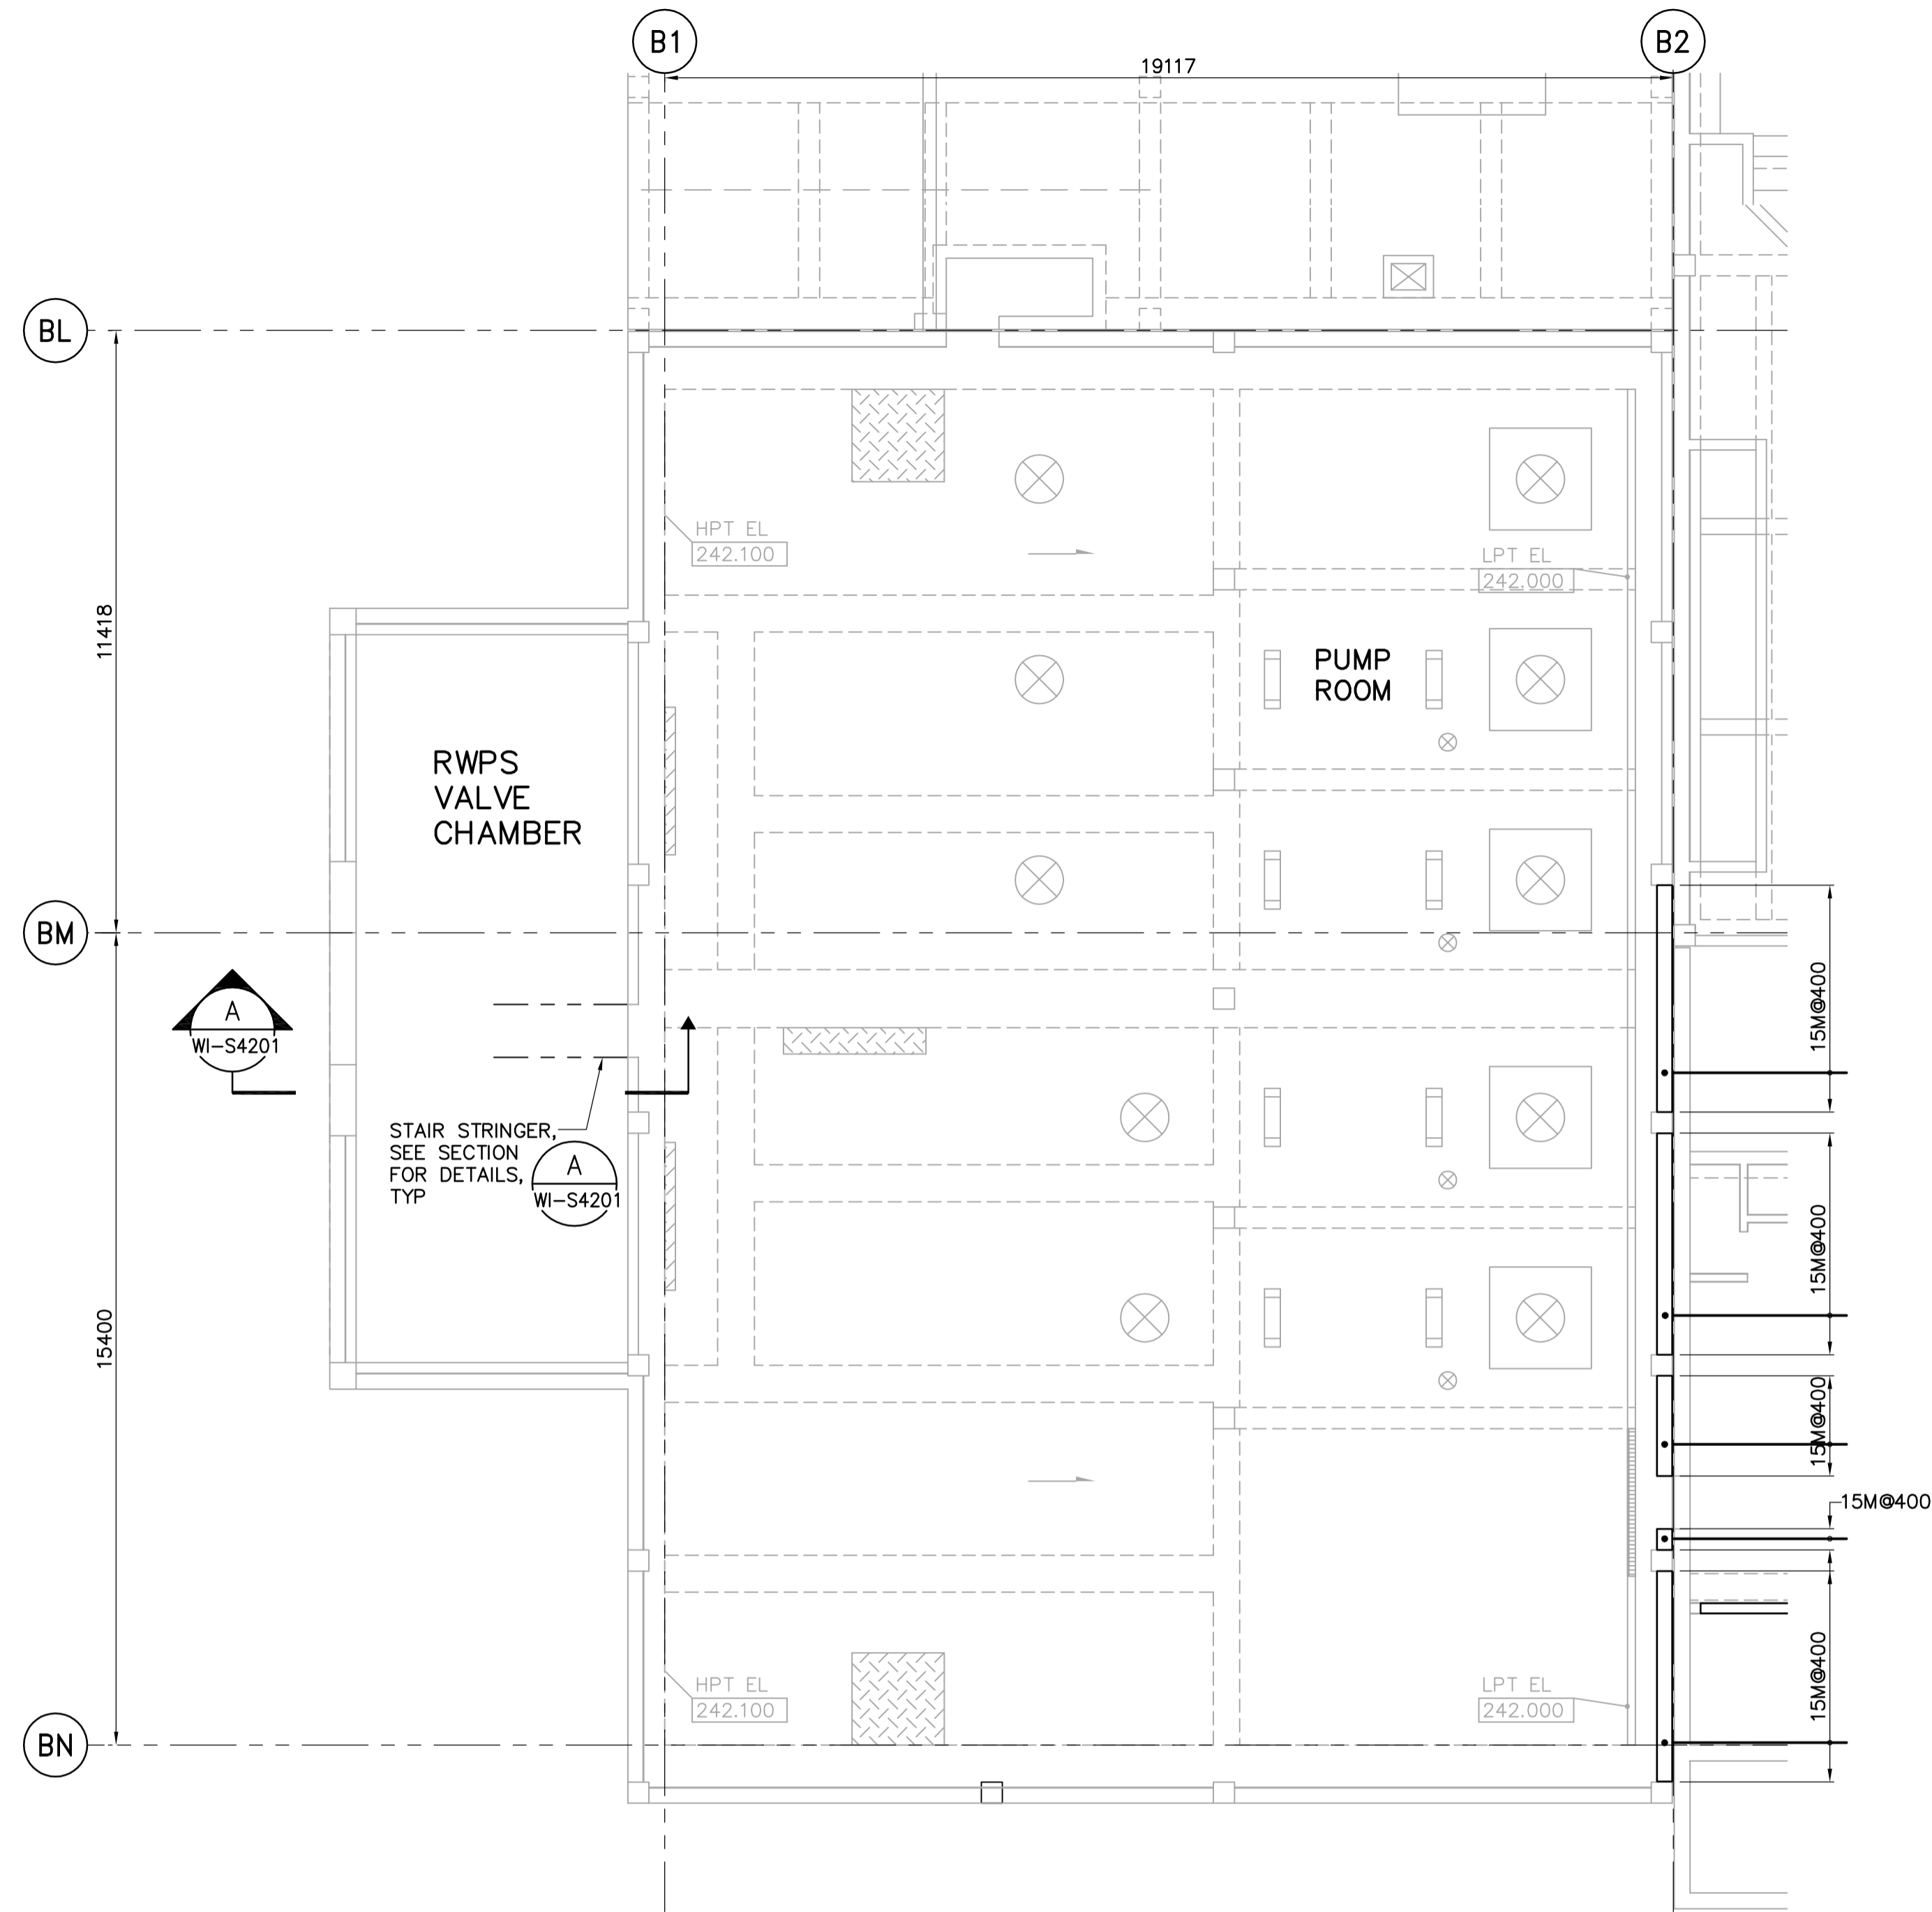 B1
B2
19117
BL
HPT EL
242.100
LPT EL
242.000
11418
PUMP
ROOM
RWPS
VALVE
CHAMBER
BM
15M@400
A
WI-S4201
STAIR STRINGER,
SEE SECTION
FOR DETAILS,
TYP
A
WI-S4201
15M@400
15400
15M@400
15M@400
15M@400
HPT EL
242.100
LPT EL
242.000
BN